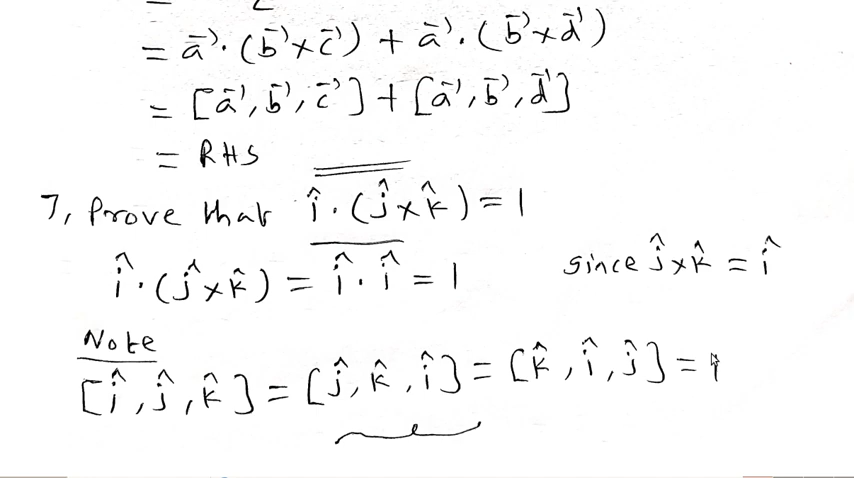 = a⃗·(b⃗×c⃗) + a⃗·(b⃗×d⃗)
= [a⃗, b⃗, c⃗] + [a⃗, b⃗, d⃗]
= RHS
7, Prove that î·(ĵ×k̂) = 1
î·(ĵ×k̂) = î·î = 1 since ĵ×k̂ = î
Note
[î, ĵ, k̂] = [ĵ, k̂, î] = [k̂, î, ĵ] = 1